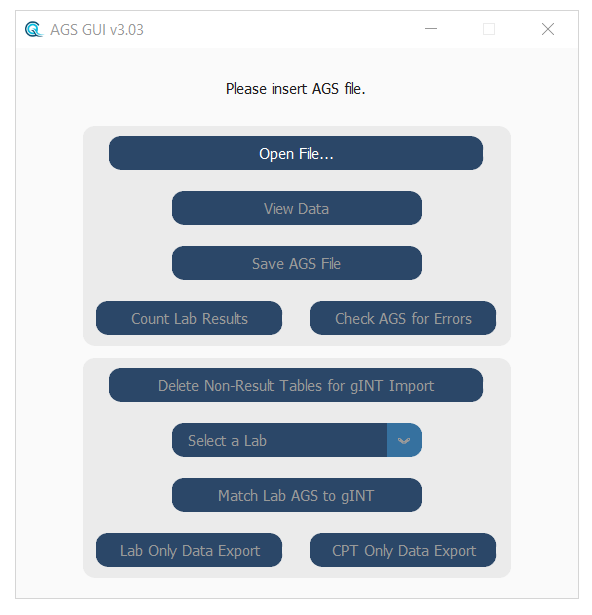 AGS GUI v3.03
Please insert AGS file.
Open File...
View Data
Save AGS File
Count Lab Results
Check AGS for Errors
Delete Non-Result Tables for gINT Import
Select a Lab
Match Lab AGS to gINT
Lab Only Data Export
CPT Only Data Export